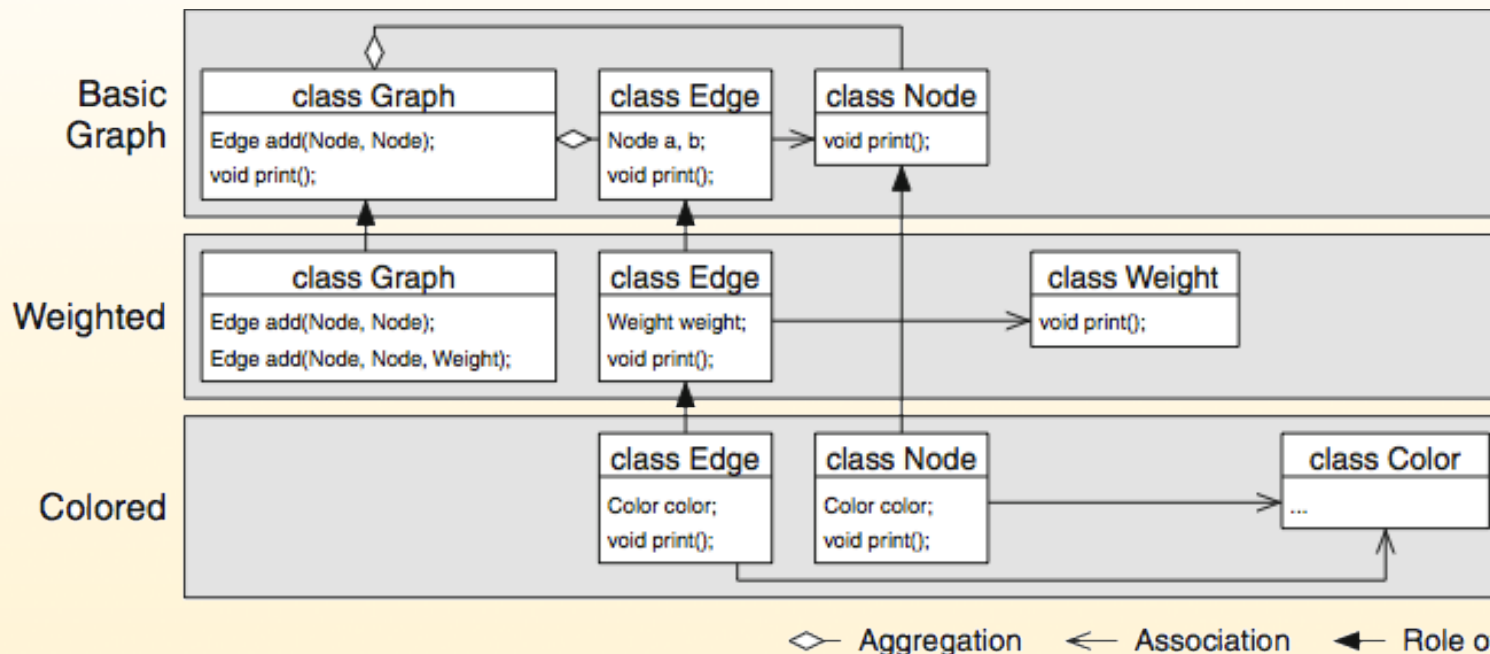 Basic
Graph
class Graph
Edge add(Node, Node);
void print();
class Edge
Node a, b;
void print();
class Node
void print();
Weighted
class Graph
Edge add(Node, Node);
Edge add(Node, Node, Weight);
class Edge
Weight weight;
void print();
class Weight
void print();
Colored
class Edge
Color color;
void print();
class Node
Color color;
void print();
class Color
...
Aggregation
Association
Role